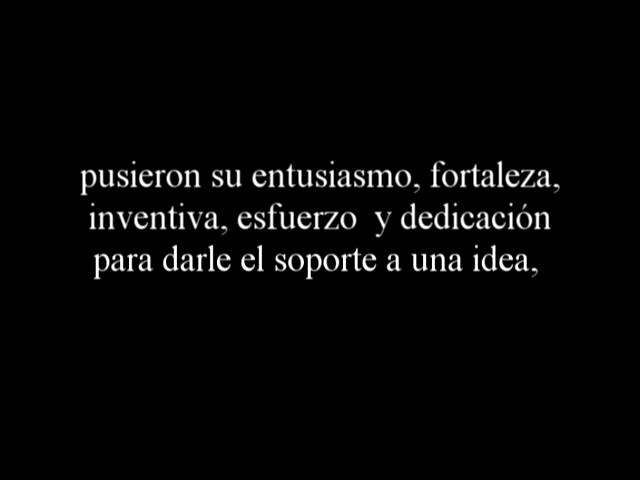 pusieron su entusiasmo, fortaleza,
inventiva, esfuerzo y dedicación
para darle el soporte a una idea,